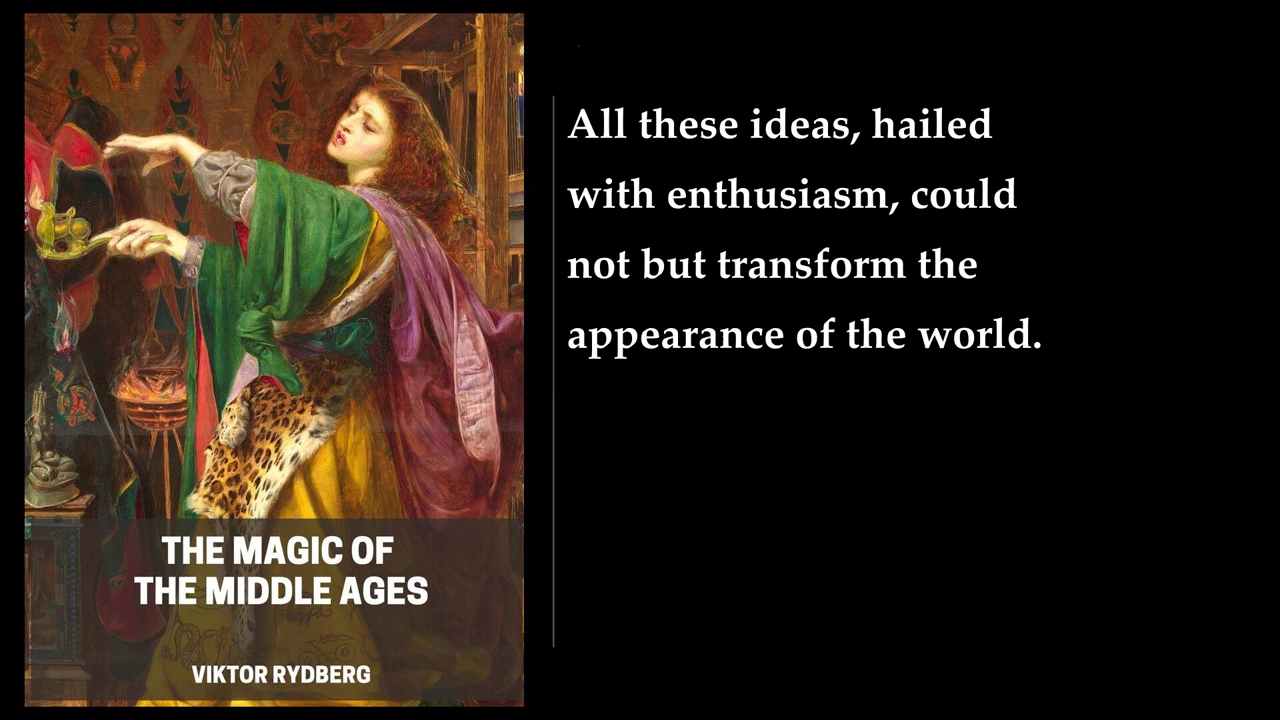 All these ideas, hailed
with enthusiasm, could
not but transform the
appearance of the world.
THE MAGIC OF
THE MIDDLE AGES
VIKTOR RYDBERG